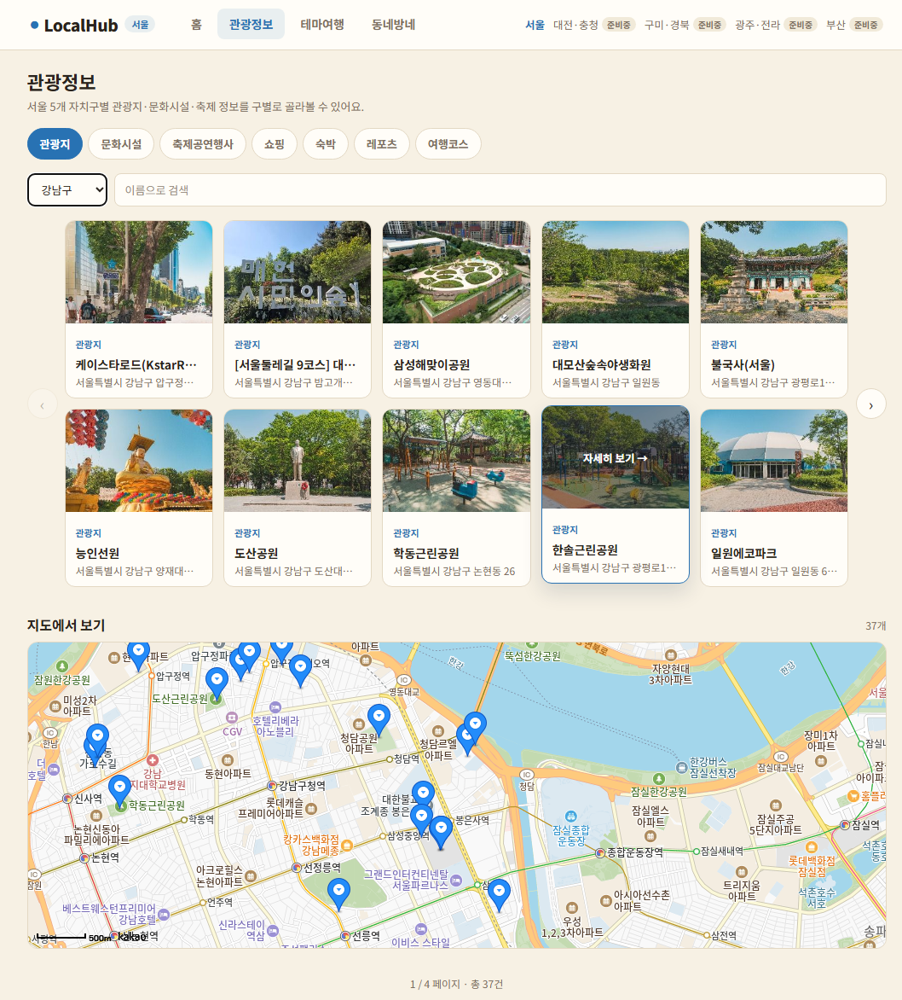 LocalHub 서울 홈 관광정보 테마여행 동네방네 서울 대전·충청 준비중 구미·경북 준비중 광주·전라 준비중 부산 준비중
관광정보
서울 5개 자치구별 관광지·문화시설·축제 정보를 구별로 골라볼 수 있어요.
관광지 문화시설 축제공연행사 쇼핑 숙박 레포츠 여행코스
강남구 이름으로 검색
매헌
시민의숲
관광지 관광지 관광지 관광지 관광지
케이스타로드(KstarR… [서울둘레길 9코스] 대… 삼성해맞이공원 대모산숲속야생화원 불국사(서울)
서울특별시 강남구 압구정… 서울특별시 강남구 밤고개… 서울특별시 강남구 영동대… 서울특별시 강남구 일원동 서울특별시 강남구 광평로1…
‹ ›
자세히 보기 →
관광지 관광지 관광지 관광지 관광지
능인선원 도산공원 학동근린공원 한솔근린공원 일원에코파크
서울특별시 강남구 양재대… 서울특별시 강남구 도산대… 서울특별시 강남구 논현동 26 서울특별시 강남구 광평로1… 서울특별시 강남구 일원동 6…
지도에서 보기 37개
아파트
뚝섬한강공원
한강
자양현대
3차아파트
한강
잠원한강공원
압구정역
IC
영동대교
도산근린공원
미성2차
아파트
CGV
호텔리베라
아노블리
청담공원
아파트
청담르엘
아파트
IC
한남
가로수길
더
호텔
강남
동현아파트
청담역
한강버스
잠실선착장
IC
잠실대교남단
장미1차
아파트
IC
청담
잠실한강공원
신사역
학동근린공원
강남구청역
학동역
롯데캐슬
프레미어아파트
봉은사역
삼성중앙역
논현신동아
파밀리에아파트
잠실종합
운동장
잠실엘스
아파트
잠실주공
5단지아파트
잠실역
캉카스백화점
강남메종
논현역
선정릉역
아크로힐스
논현아파트
그랜드인터컨티넨탈
서울파르나스
종합운동장역
잠실새내역
롯데백화점
잠실점
트리지움
아파트
석촌호수
서호
언주역
베스트웨스턴프리미어
강남호텔
신라스테이
역삼
선릉역
이비스 스타일
아시아선수촌
아파트
우성
1,2,3차아파트
삼전역
500m kakao
1 / 4 페이지 · 총 37건